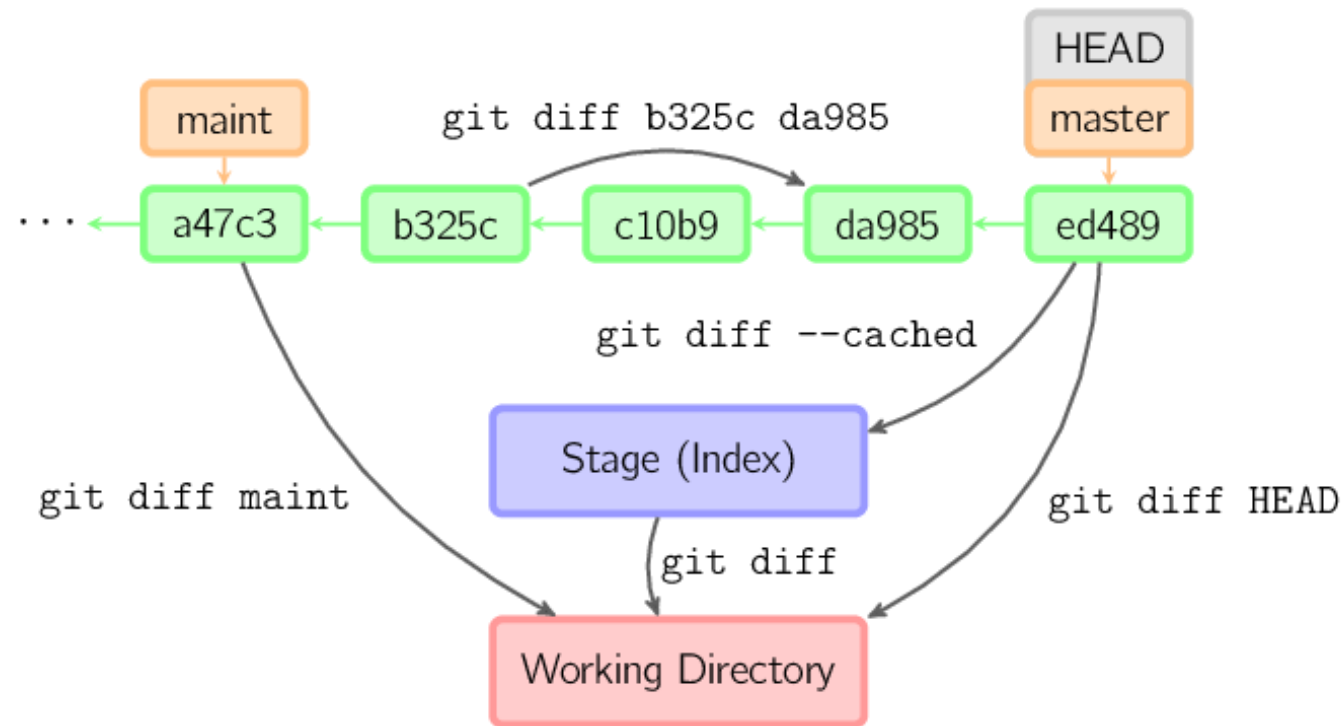 HEAD
maint
git diff b325c da985
master
...
a47c3
b325c
c10b9
da985
ed489
git diff --cached
Stage (Index)
git diff maint
git diff HEAD
git diff
Working Directory